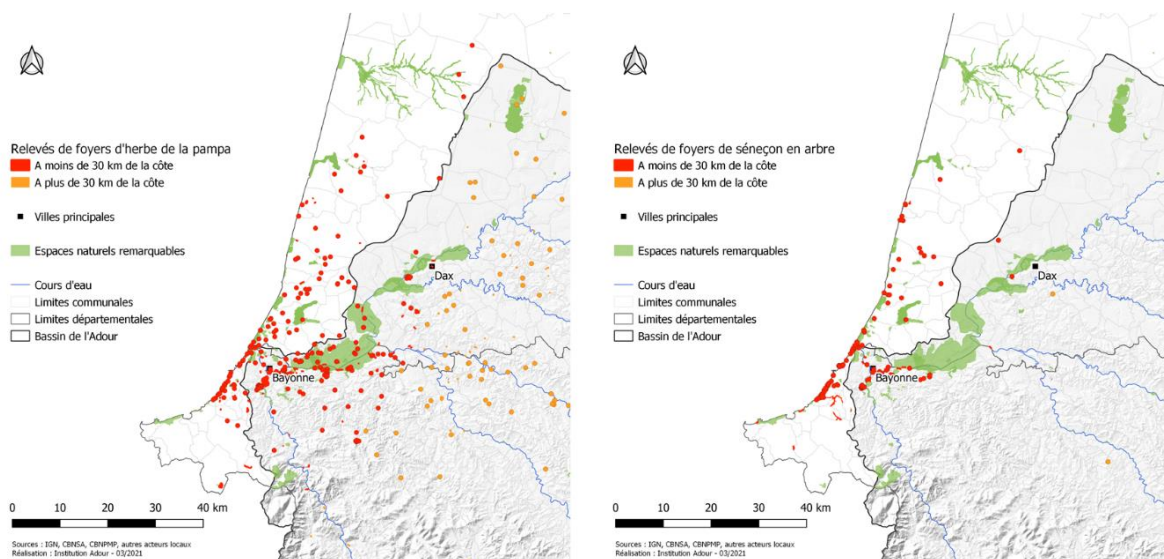 Relevés de foyers d'herbe de la pampa
A moins de 30 km de la côte
A plus de 30 km de la côte
Villes principales
Espaces naturels remarquables
Cours d'eau
Limites communales
Limites départementales
Bassin de l'Adour
Dax
Bayonne
0 10 20 30 40 km
Sources : IGN, CBNSA, CBNPMP, autres acteurs locaux
Réalisation : Institution Adour - 03/2021
Relevés de foyers de séneçon en arbre
A moins de 30 km de la côte
A plus de 30 km de la côte
Villes principales
Espaces naturels remarquables
Cours d'eau
Limites communales
Limites départementales
Bassin de l'Adour
Dax
Bayonne
0 10 20 30 40 km
Sources : IGN, CBNSA, CBNPMP, autres acteurs locaux
Réalisation : Institution Adour - 03/2021